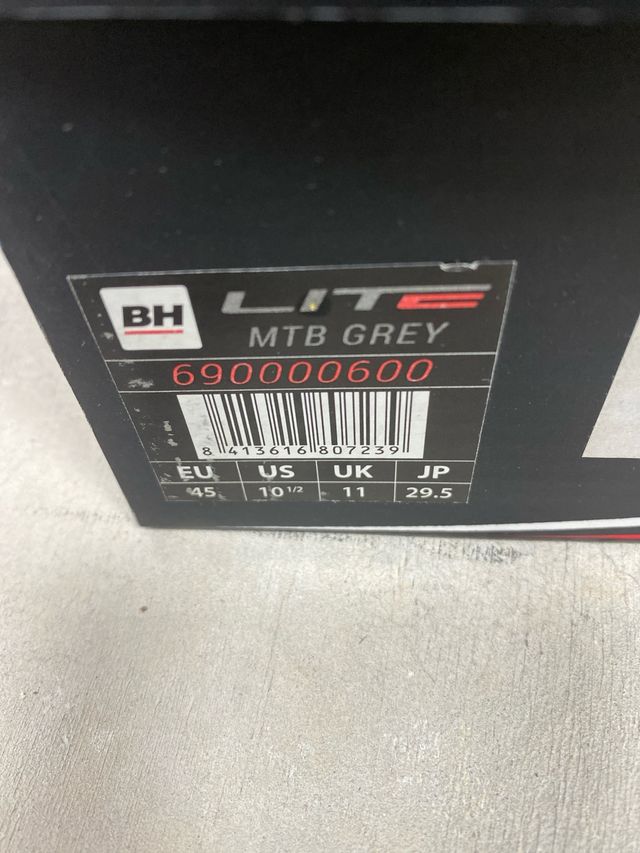 BH LITE
MTB GREY
690000600
8 413616 807239
EU US UK JP
45 10 1/2 11 29.5